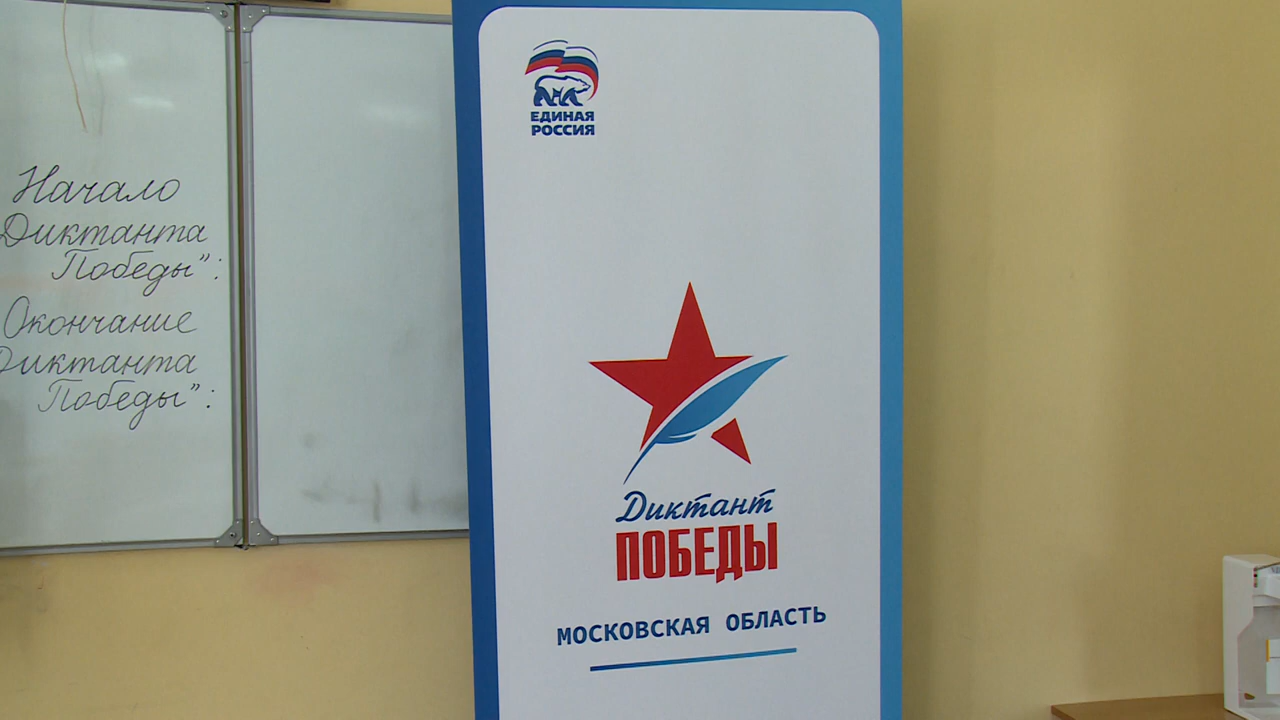 Начало
Диктанта
Победы":
Окончание
Диктанта
Победы":
ЕДИНАЯ
РОССИЯ
Диктант
ПОБЕДЫ
МОСКОВСКАЯ ОБЛАСТЬ